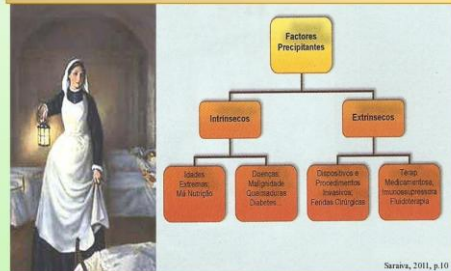 Factores
Precipitantes
Intrínsecos
Extrínsecos
Idades
Extremas;
Má Nutrição
Doenças:
Malignidade
Queimaduras
Diabetes...
Dispositivos e
Procedimentos
Invasivos;
Feridas Cirúrgicas
Terap.
Medicamentosa;
Imunossupressora
Fluidoterapia
Saraiva, 2011, p.10